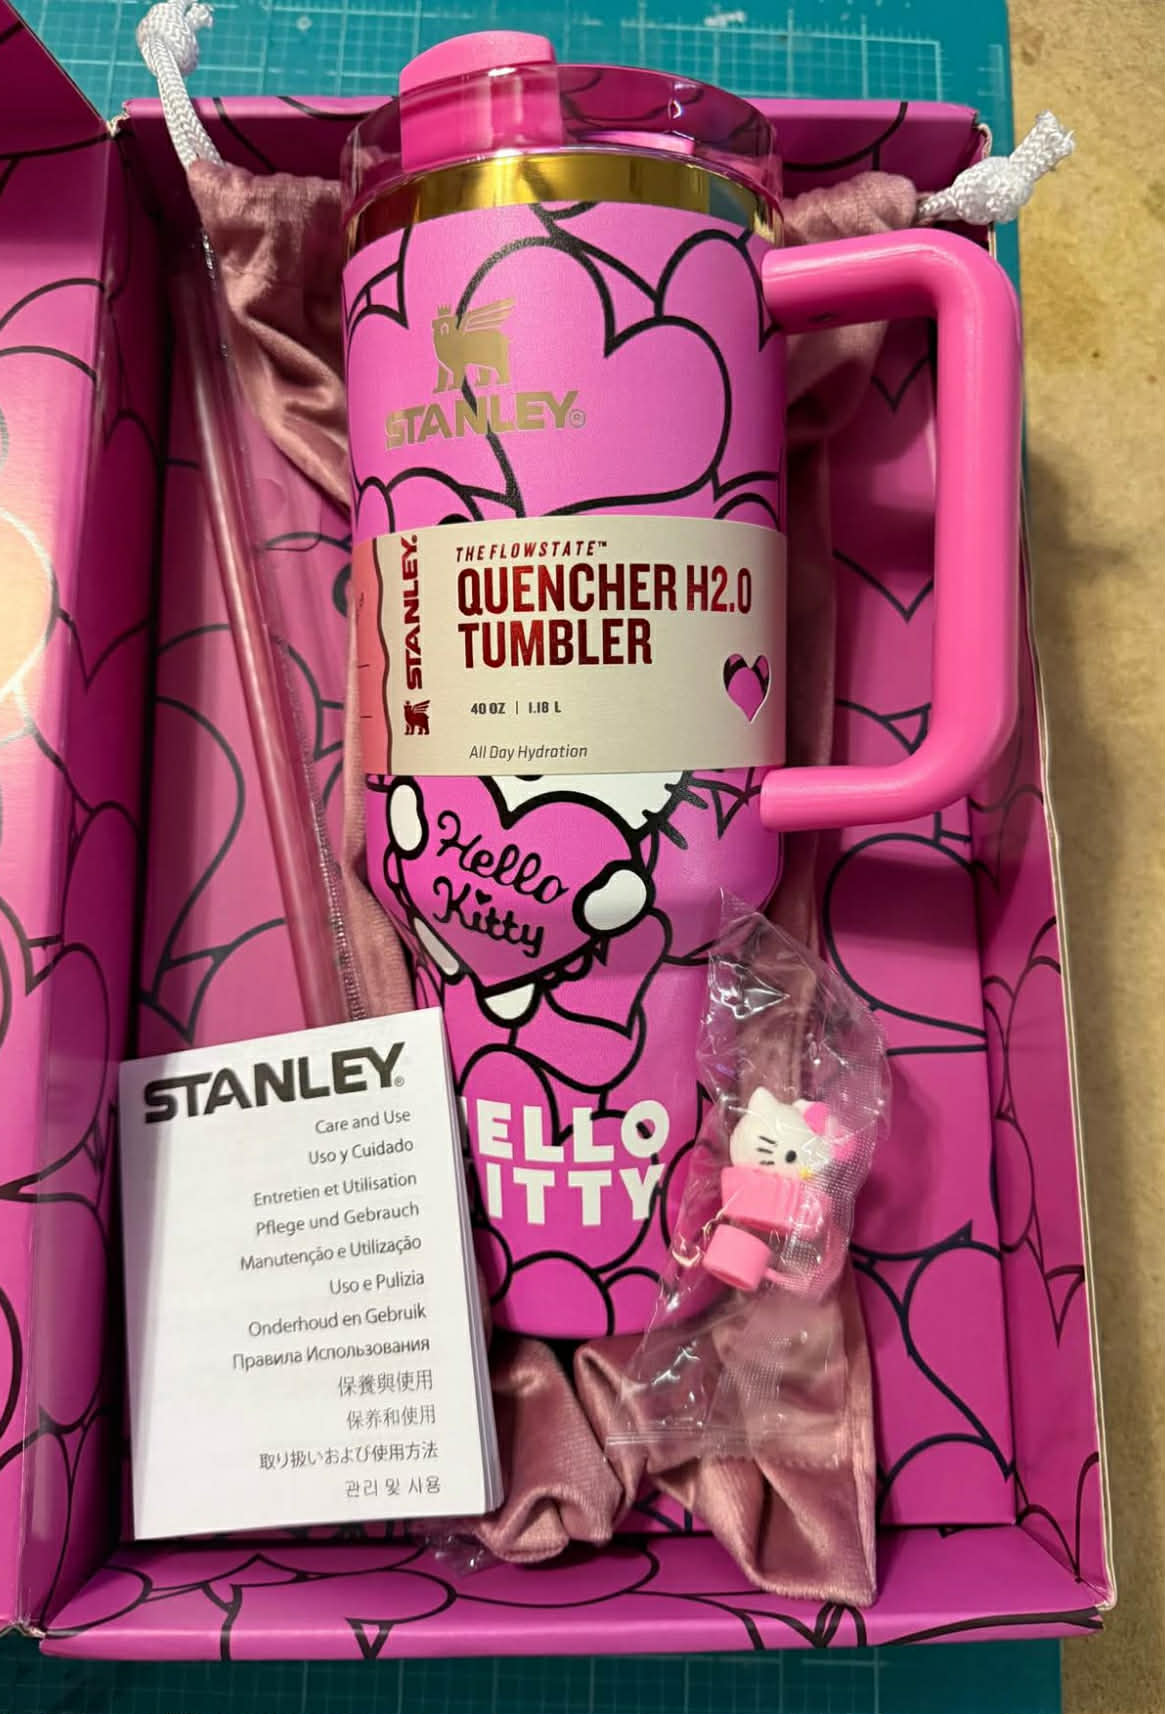 STANLEY®
STANLEY.
THE FLOWSTATE™
QUENCHER H2.0
TUMBLER
40 OZ | 1.18 L
All Day Hydration
Hello
Kitty
ELLO
ITTY
STANLEY®
Care and Use
Uso y Cuidado
Entretien et Utilisation
Pflege und Gebrauch
Manutenção e Utilização
Uso e Pulizia
Onderhoud en Gebruik
Правила Использования
保養與使用
保养和使用
取り扱いおよび使用方法
관리 및 사용